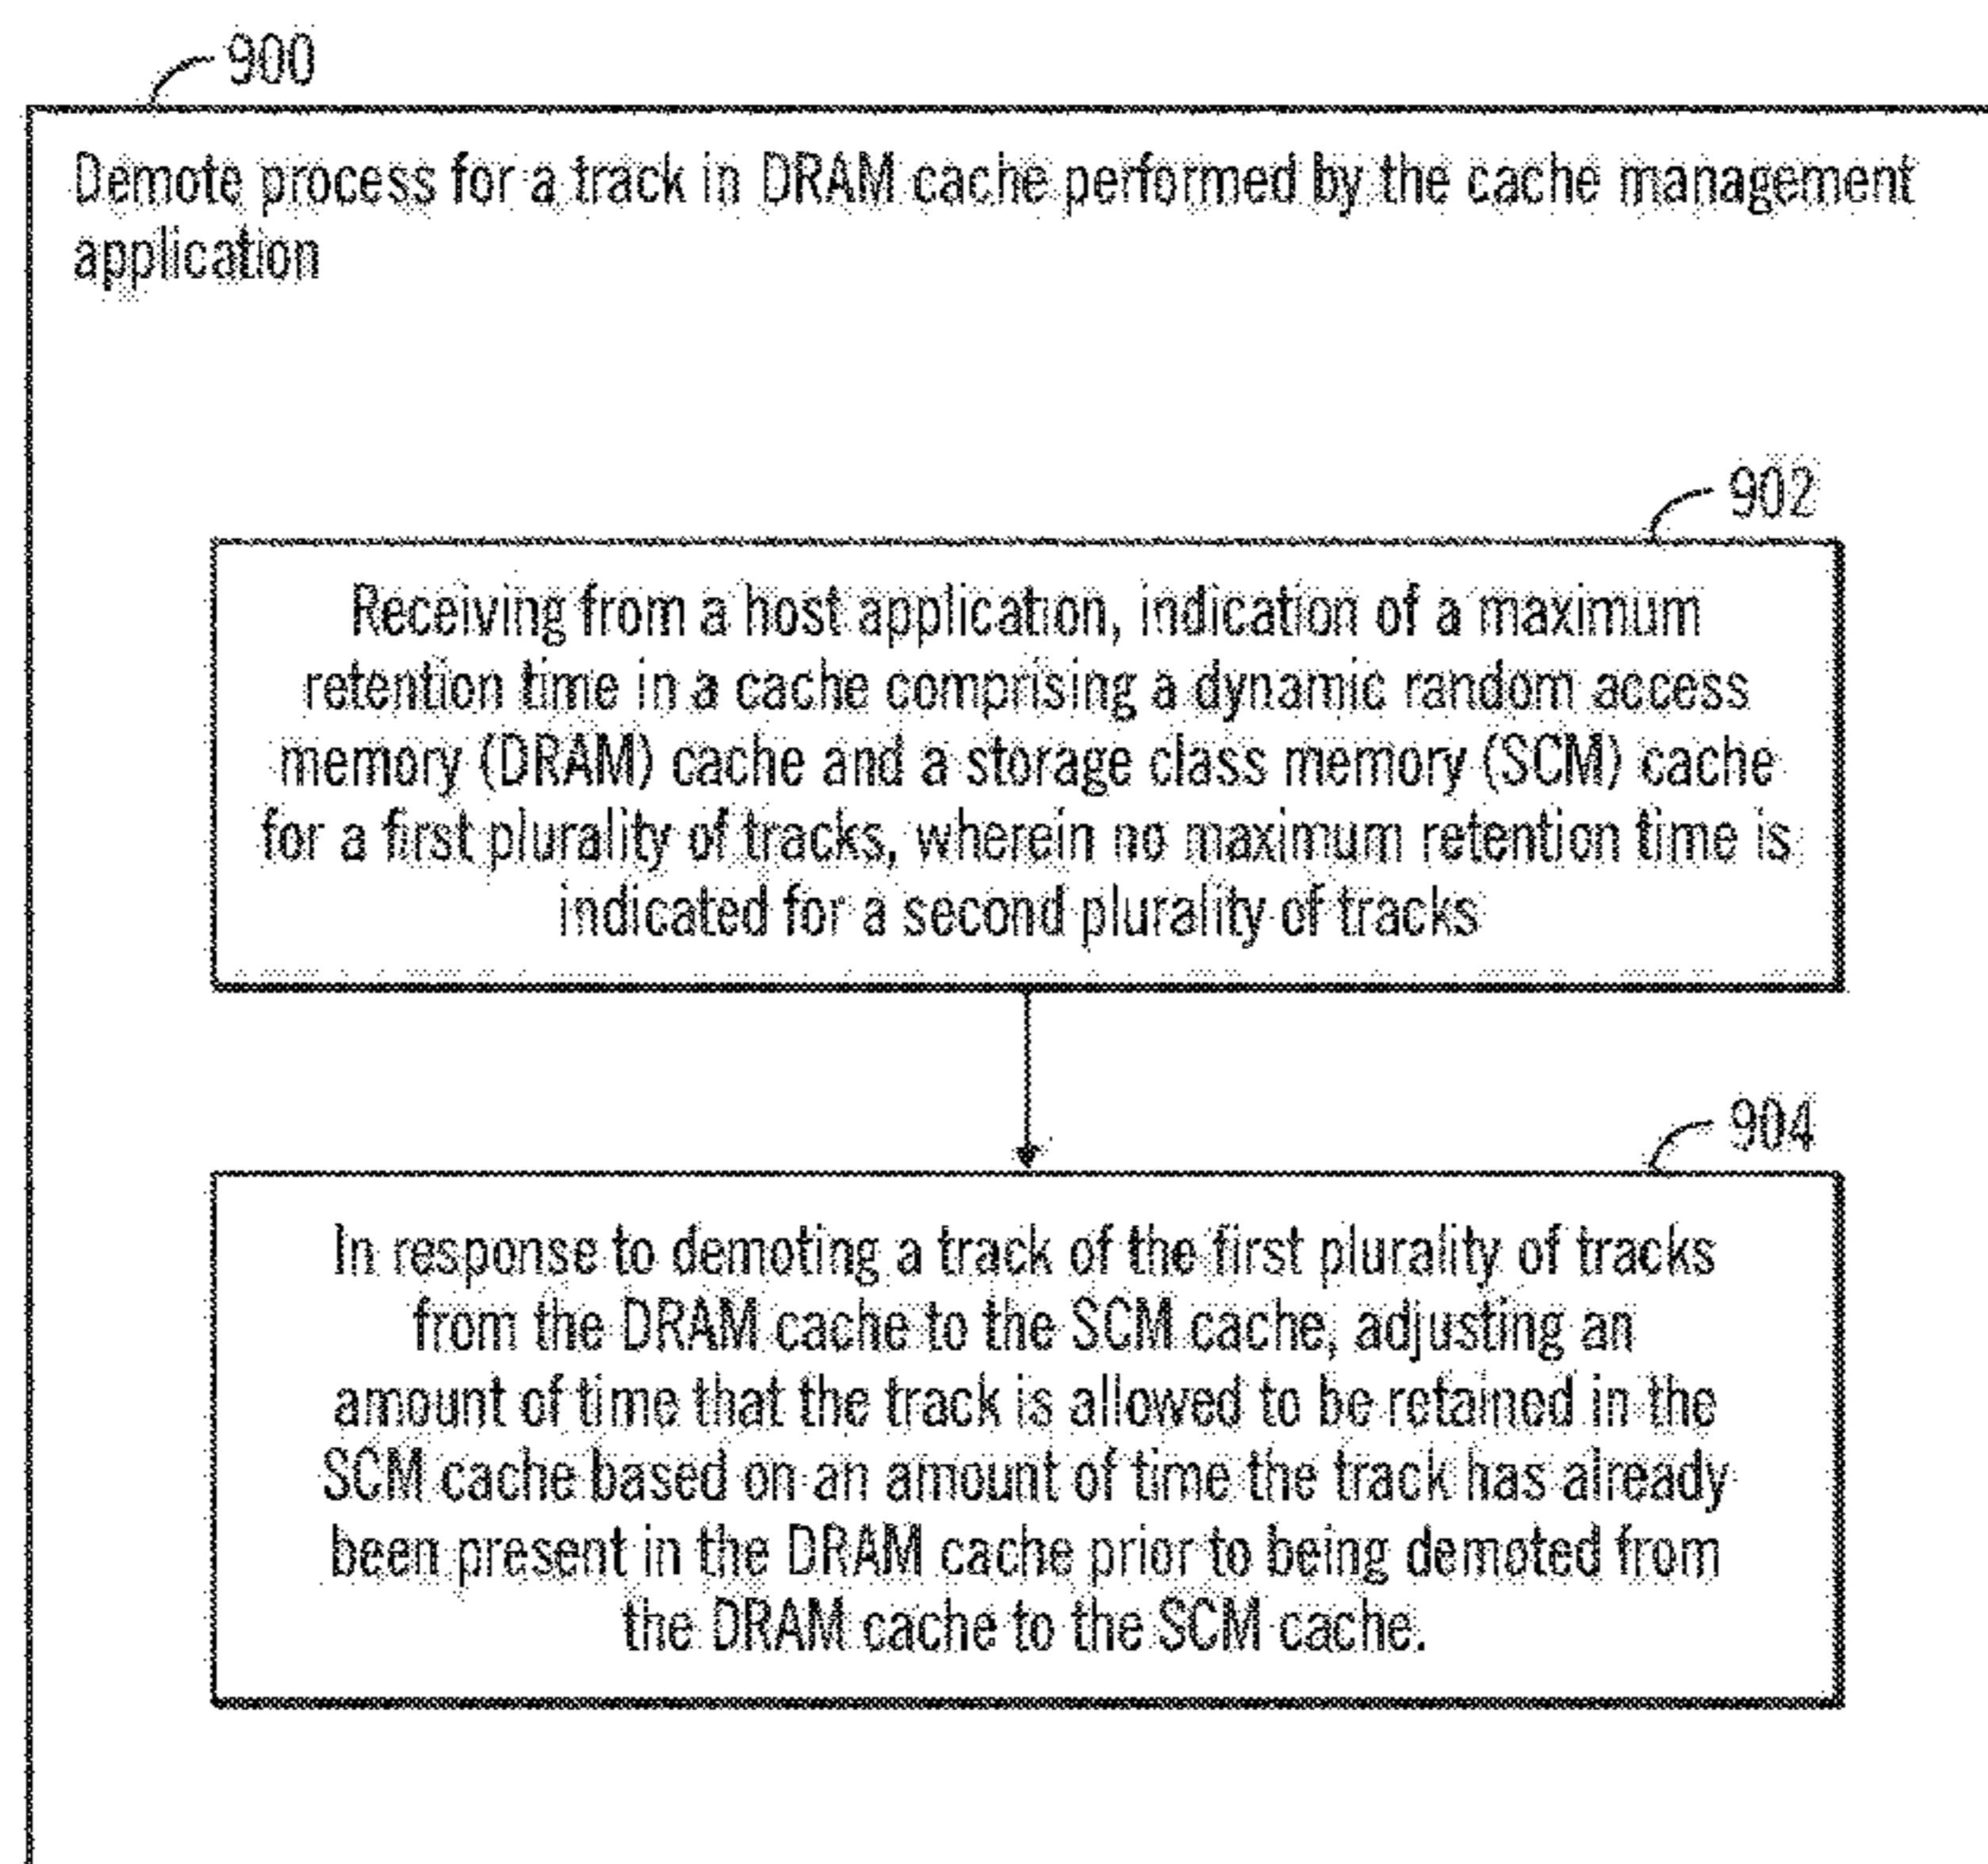 900
Demote process for a track in DRAM cache performed by the cache management
application
902
Receiving from a host application, indication of a maximum
retention time in a cache comprising a dynamic random access
memory (DRAM) cache and a storage class memory (SCM) cache
for a first plurality of tracks, wherein no maximum retention time is
indicated for a second plurality of tracks
904
In response to demoting a track of the first plurality of tracks
from the DRAM cache to the SCM cache, adjusting an
amount of time that the track is allowed to be retained in the
SCM cache based on an amount of time the track has already
been present in the DRAM cache prior to being demoted from
the DRAM cache to the SCM cache.